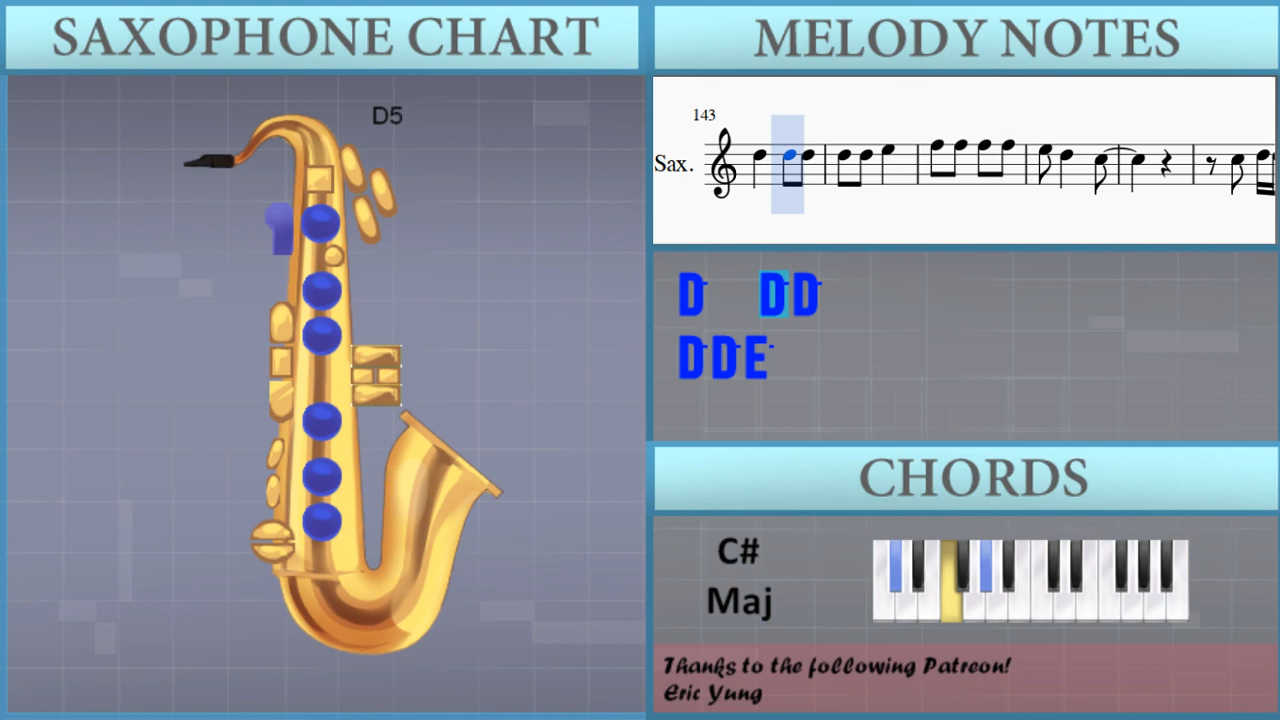 SAXOPHONE CHART
D5
MELODY NOTES
143
Sax.
D DD
DDE
CHORDS
C#
Maj
Thanks to the following Patreon!
Eric Yung